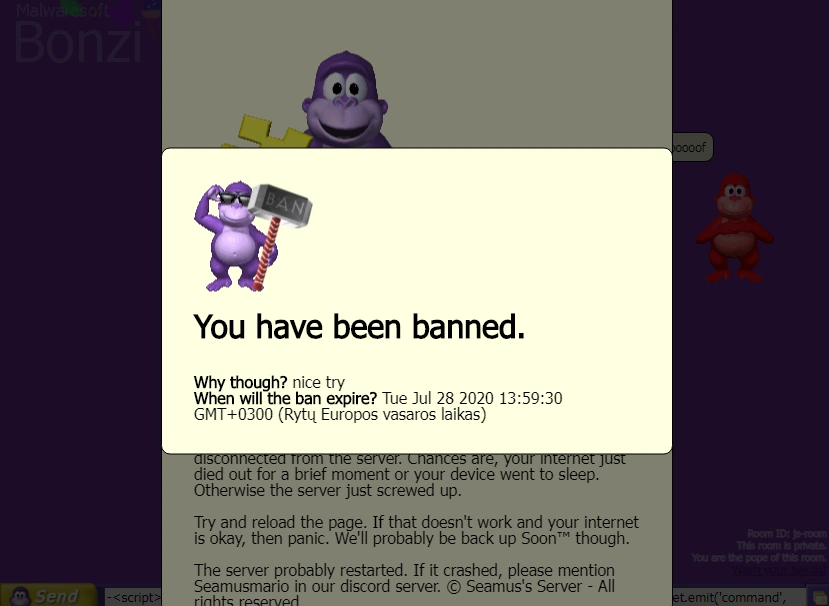 Malwaresoft
Bonzi
ooooof
BAN
You have been banned.
Why though? nice try
When will the ban expire? Tue Jul 28 2020 13:59:30
GMT+0300 (Rytų Europos vasaros laikas)
disconnected from the server. Chances are, your internet just
died out for a brief moment or your device went to sleep.
Otherwise the server just screwed up.
Try and reload the page. If that doesn't work and your internet
is okay, then panic. We'll probably be back up Soon™ though.
The server probably restarted. If it crashed, please mention
Seamusmario in our discord server. © Seamus's Server - All
rights reserved
Room ID: js-room
This room is private.
You are the pope of this room.
Send
-<script>
et.emit('command',